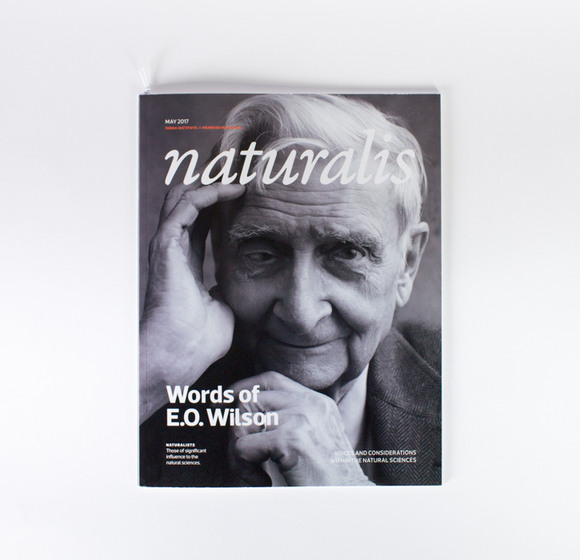 MAY 2017
naturalis
Words of
E.O. Wilson
NATURALISTS
Those of significant
influence to the
natural sciences.
AND CONSIDERATIONS
THE NATURAL SCIENCES